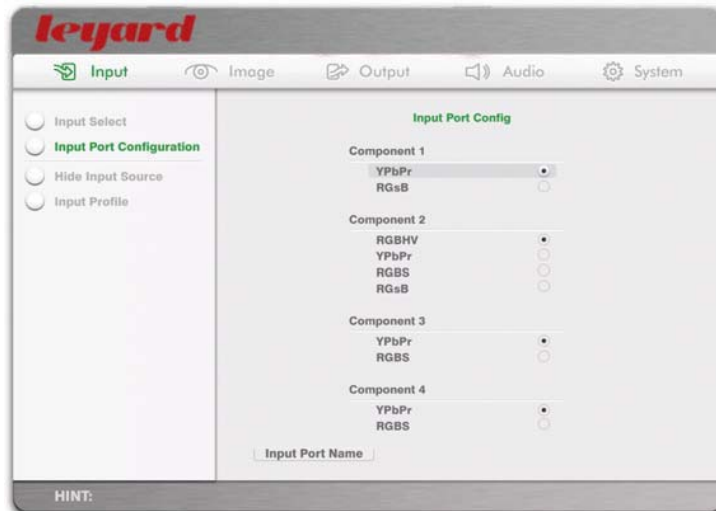 leyard
Input Image Output Audio System
Input Select
Input Port Configuration
Hide Input Source
Input Profile
Input Port Config
Component 1
YPbPr
RGsB
Component 2
RGBHV
YPbPr
RGBS
RGsB
Component 3
YPbPr
RGBS
Component 4
YPbPr
RGBS
Input Port Name
HINT: